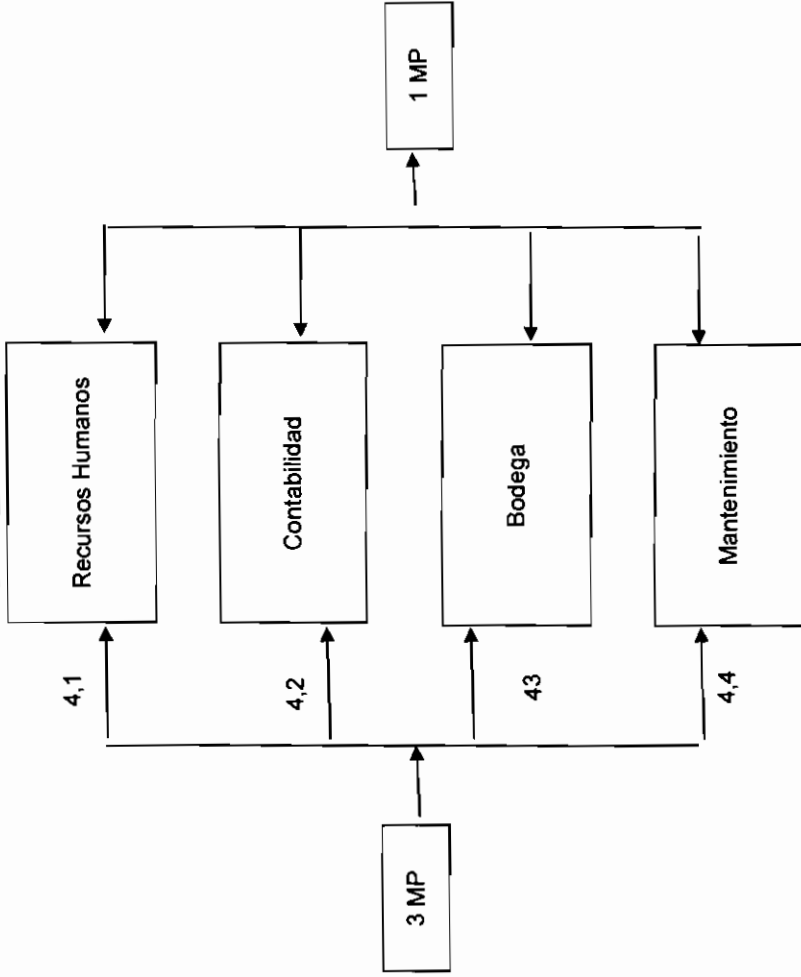 1 MP
Recursos Humanos
Contabilidad
Bodega
Mantenimiento
4,1
4,2
43
4,4
3 MP